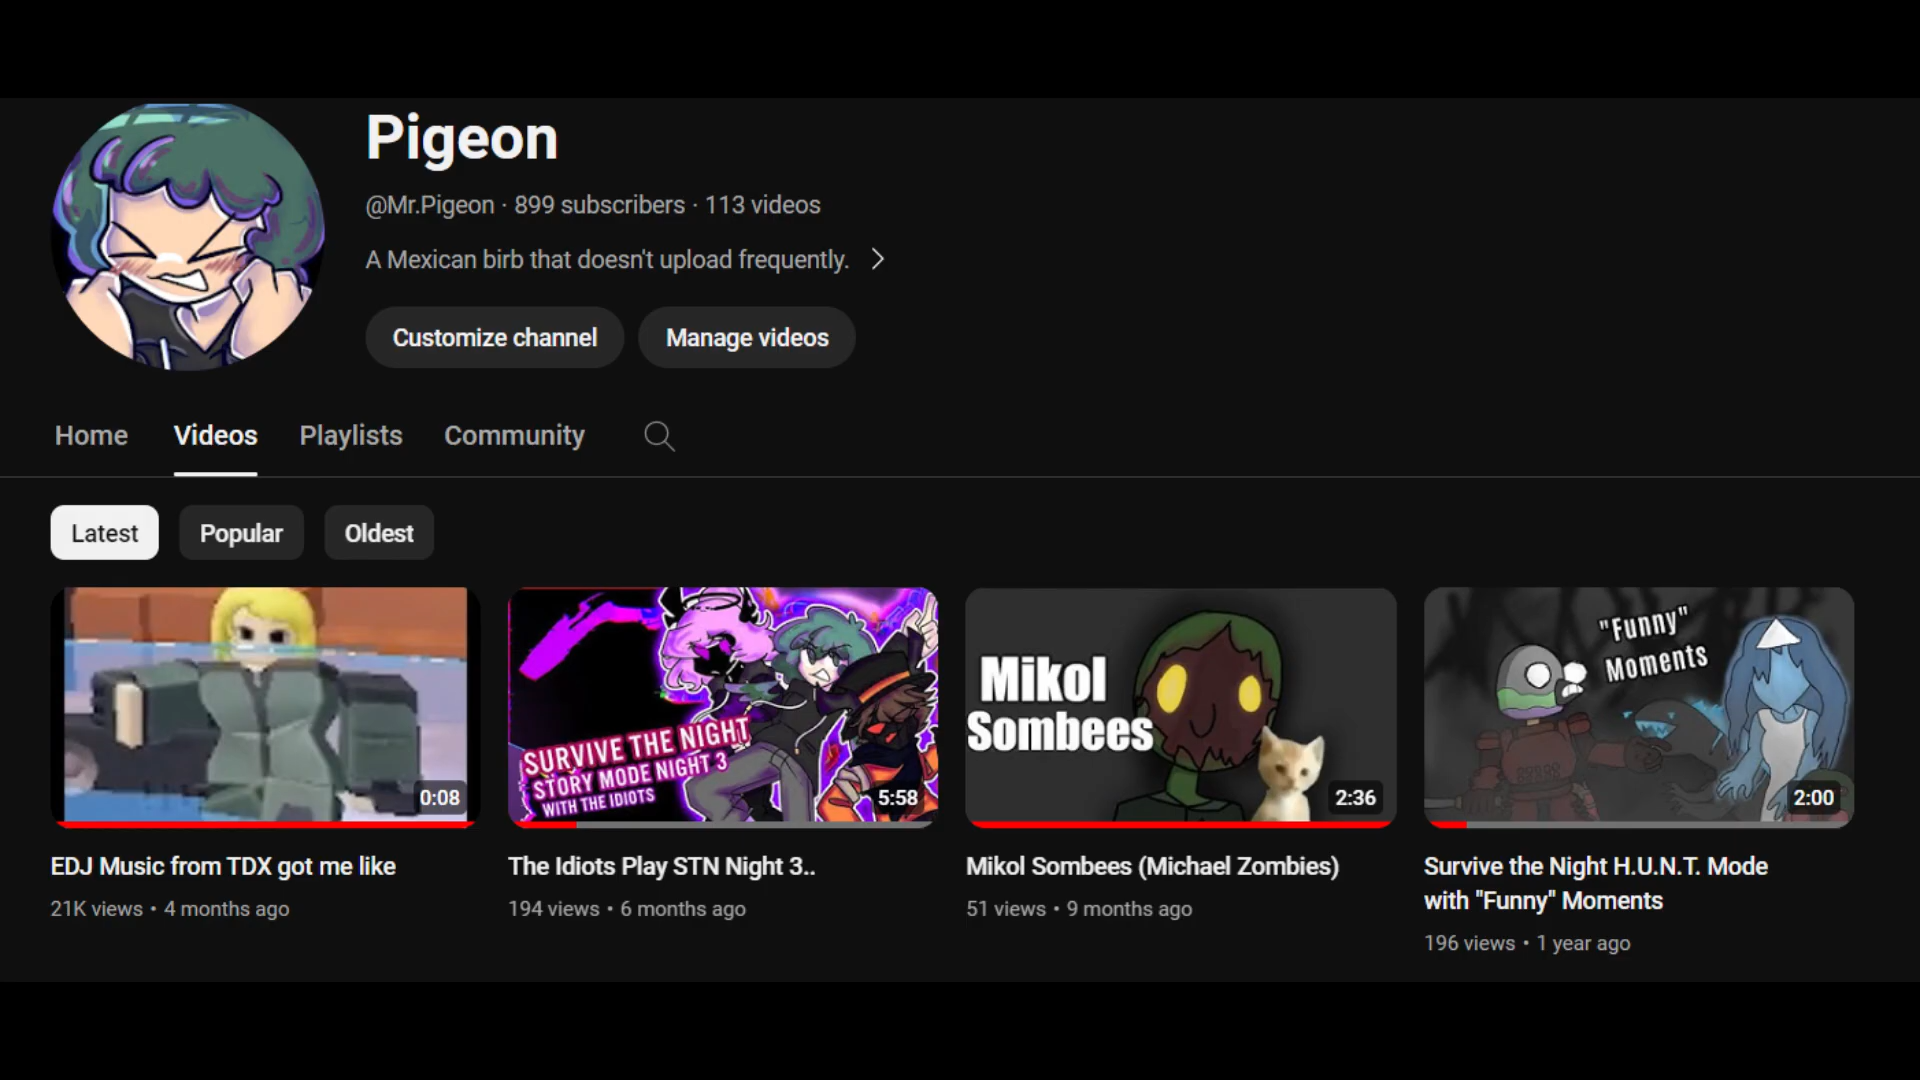 Pigeon
@Mr.Pigeon · 899 subscribers · 113 videos
A Mexican birb that doesn't upload frequently.
Customize channel
Manage videos
Home
Videos
Playlists
Community
Latest
Popular
Oldest
0:08
SURVIVE THE NIGHT
STORY MODE NIGHT 3
WITH THE IDIOTS
5:58
Mikol
Sombees
2:36
"Funny"
Moments
2:00
EDJ Music from TDX got me like
21K views • 4 months ago
The Idiots Play STN Night 3..
194 views • 6 months ago
Mikol Sombees (Michael Zombies)
51 views • 9 months ago
Survive the Night H.U.N.T. Mode
with "Funny" Moments
196 views • 1 year ago